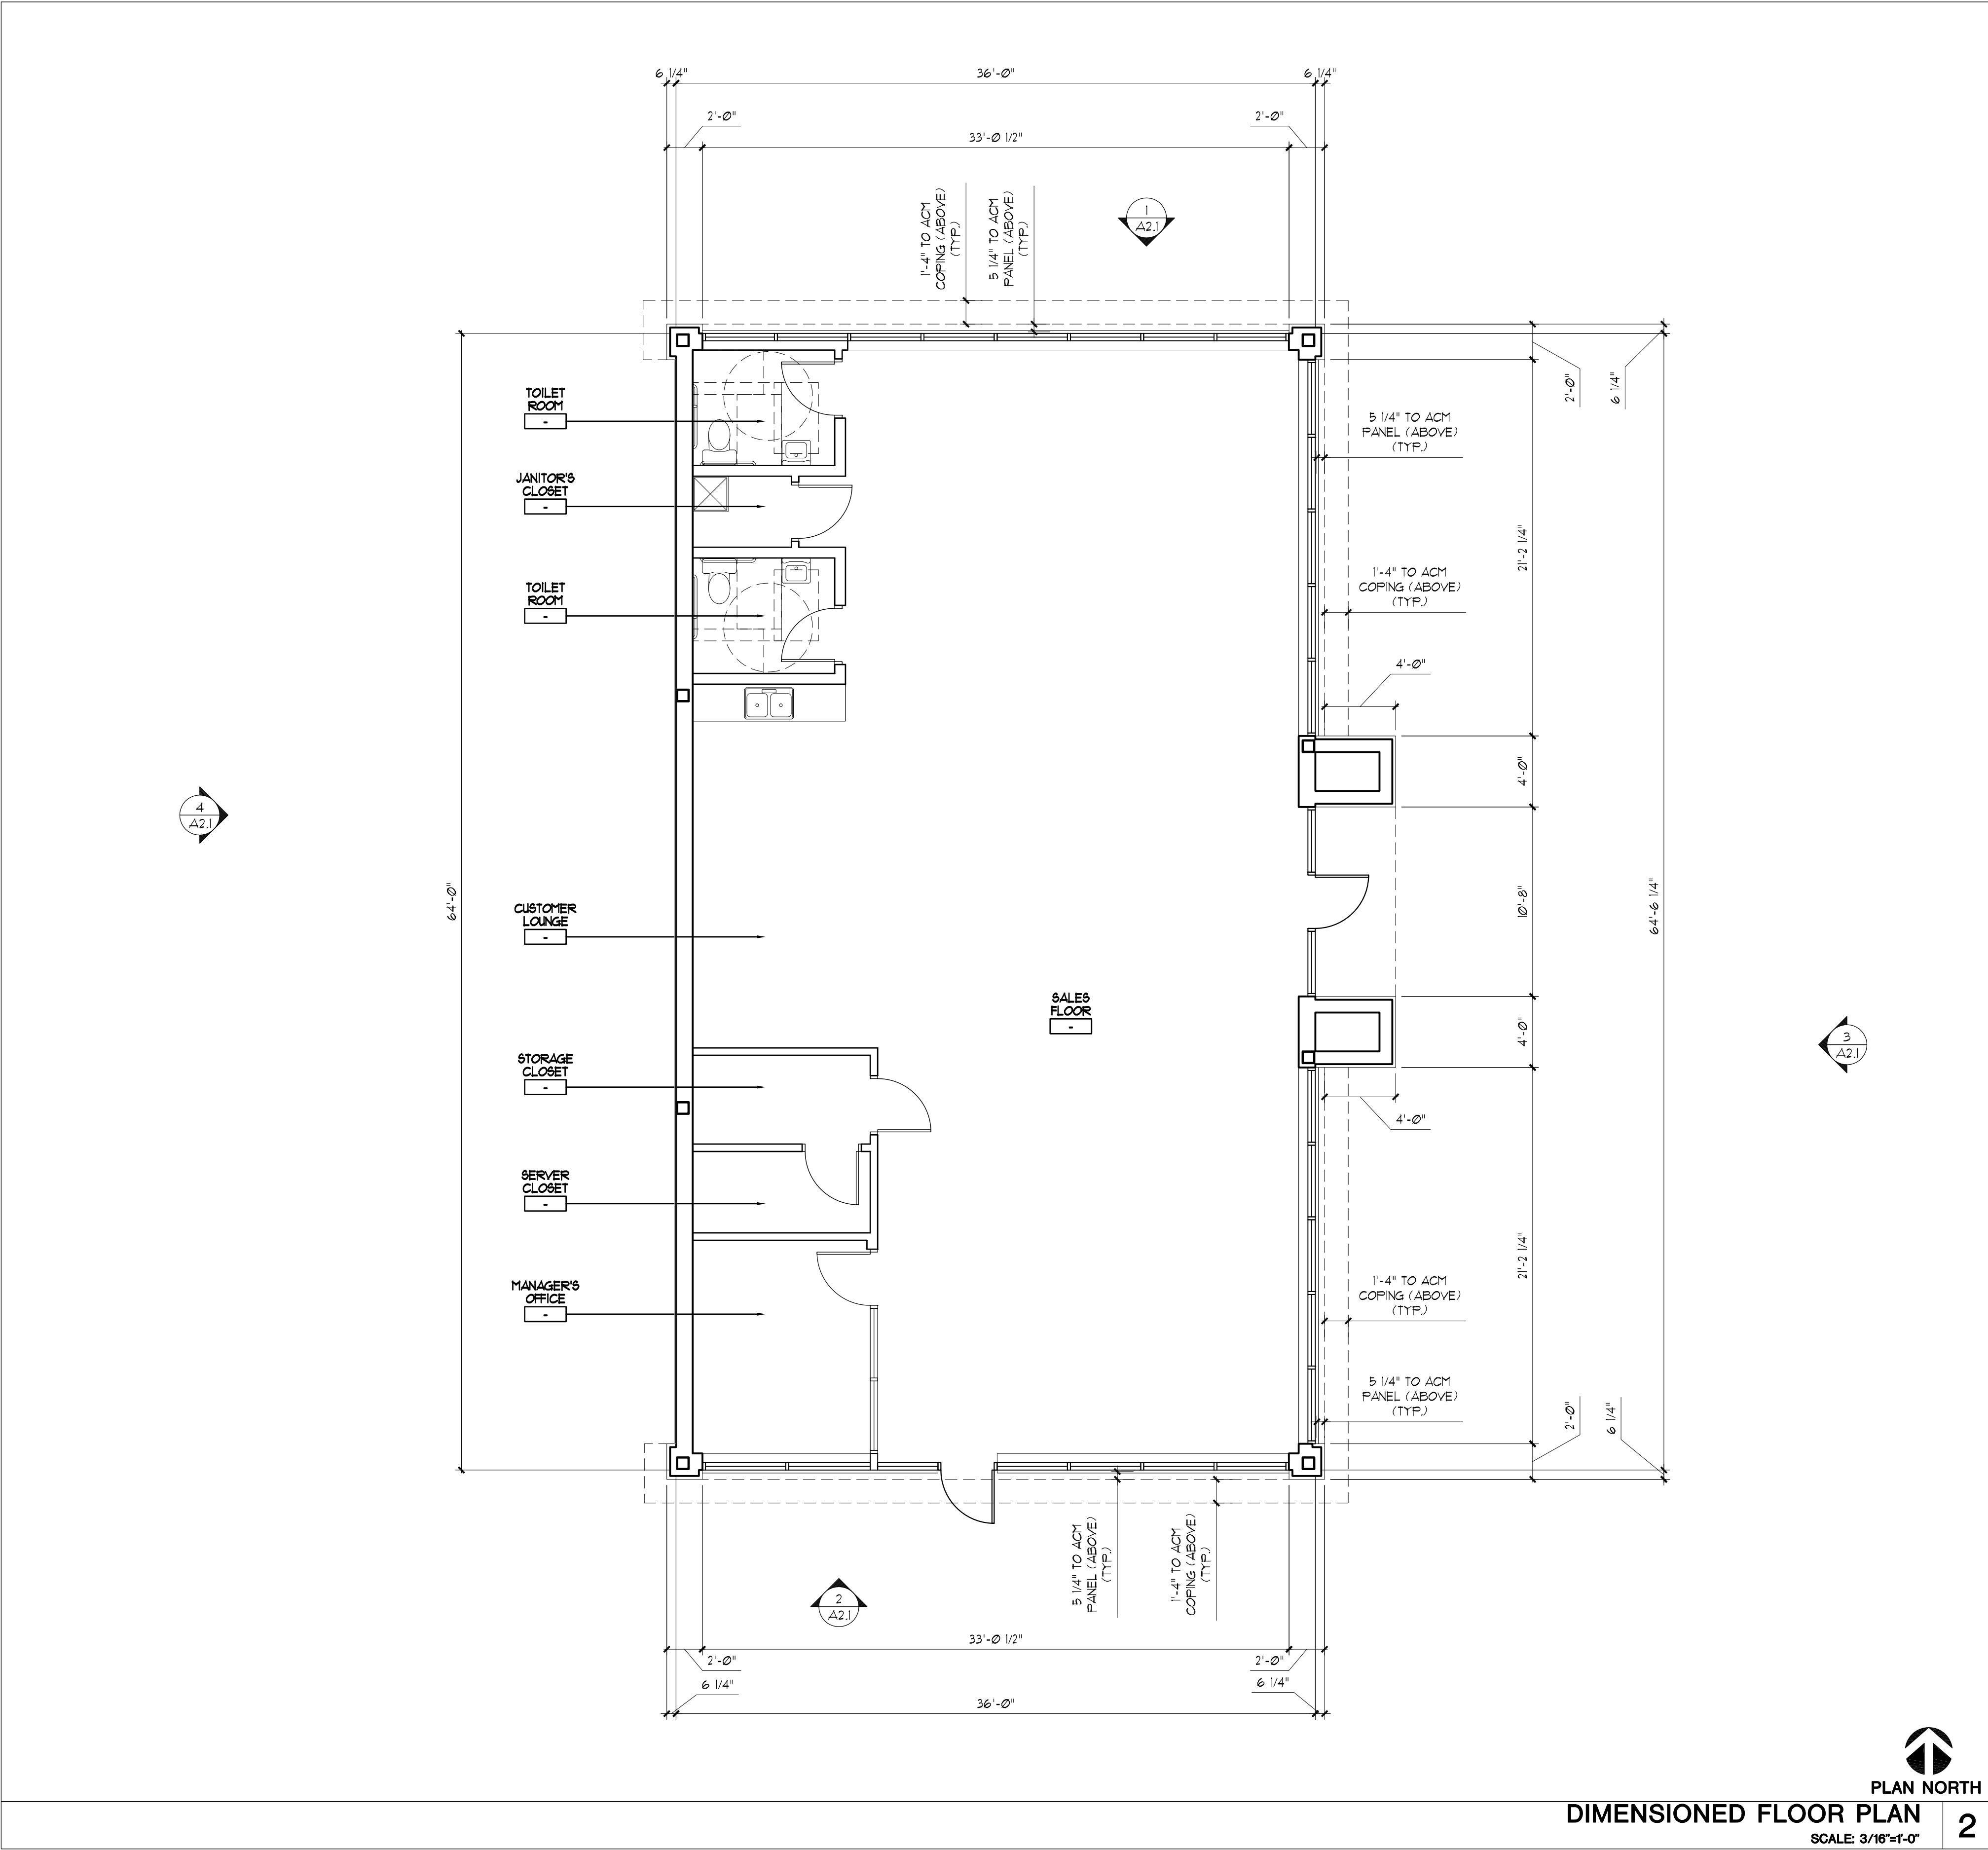 6 1/4"
36'-0"
6 1/4"
2'-0"
2'-0"
33'-0 1/2"
1'-4" TO ACM
COPING (ABOVE)
(TYP.)
5 1/4" TO ACM
PANEL (ABOVE)
(TYP.)
1
A2.1
TOILET
ROOM
-
JANITOR'S
CLOSET
-
TOILET
ROOM
-
5 1/4" TO ACM
PANEL (ABOVE)
(TYP.)
2'-0"
6 1/4"
21'-2 1/4"
1'-4" TO ACM
COPING (ABOVE)
(TYP.)
4'-0"
4'-0"
4
A2.1
64'-0"
CUSTOMER
LOUNGE
-
10'-8"
64'-6 1/4"
SALES
FLOOR
-
4'-0"
3
A2.1
STORAGE
CLOSET
-
4'-0"
SERVER
CLOSET
-
21'-2 1/4"
MANAGER'S
OFFICE
-
1'-4" TO ACM
COPING (ABOVE)
(TYP.)
5 1/4" TO ACM
PANEL (ABOVE)
(TYP.)
2'-0"
6 1/4"
5 1/4" TO ACM
PANEL (ABOVE)
(TYP.)
1'-4" TO ACM
COPING (ABOVE)
(TYP.)
2
A2.1
33'-0 1/2"
2'-0"
2'-0"
6 1/4"
6 1/4"
36'-0"
PLAN NORTH
DIMENSIONED FLOOR PLAN
2
SCALE: 3/16"=1'-0"